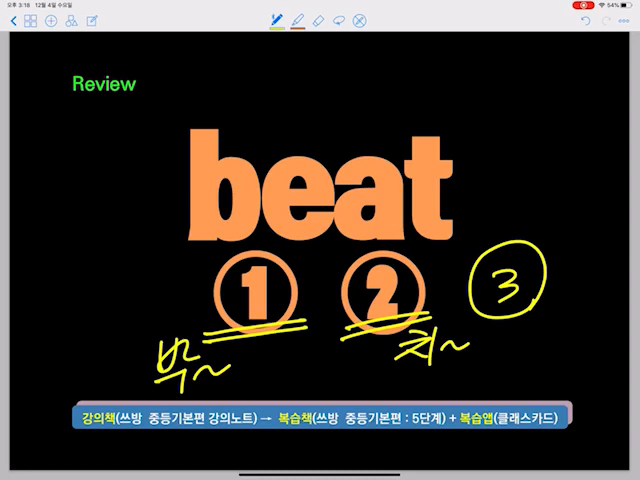 오후 3:18 12월 4일 수요일 54%
Review
beat
1 2 3
박~ 치~
강의책(쓰방 중등기본편 강의노트) → 복습책(쓰방 중등기본편 : 5단계) + 복습앱(클래스카드)